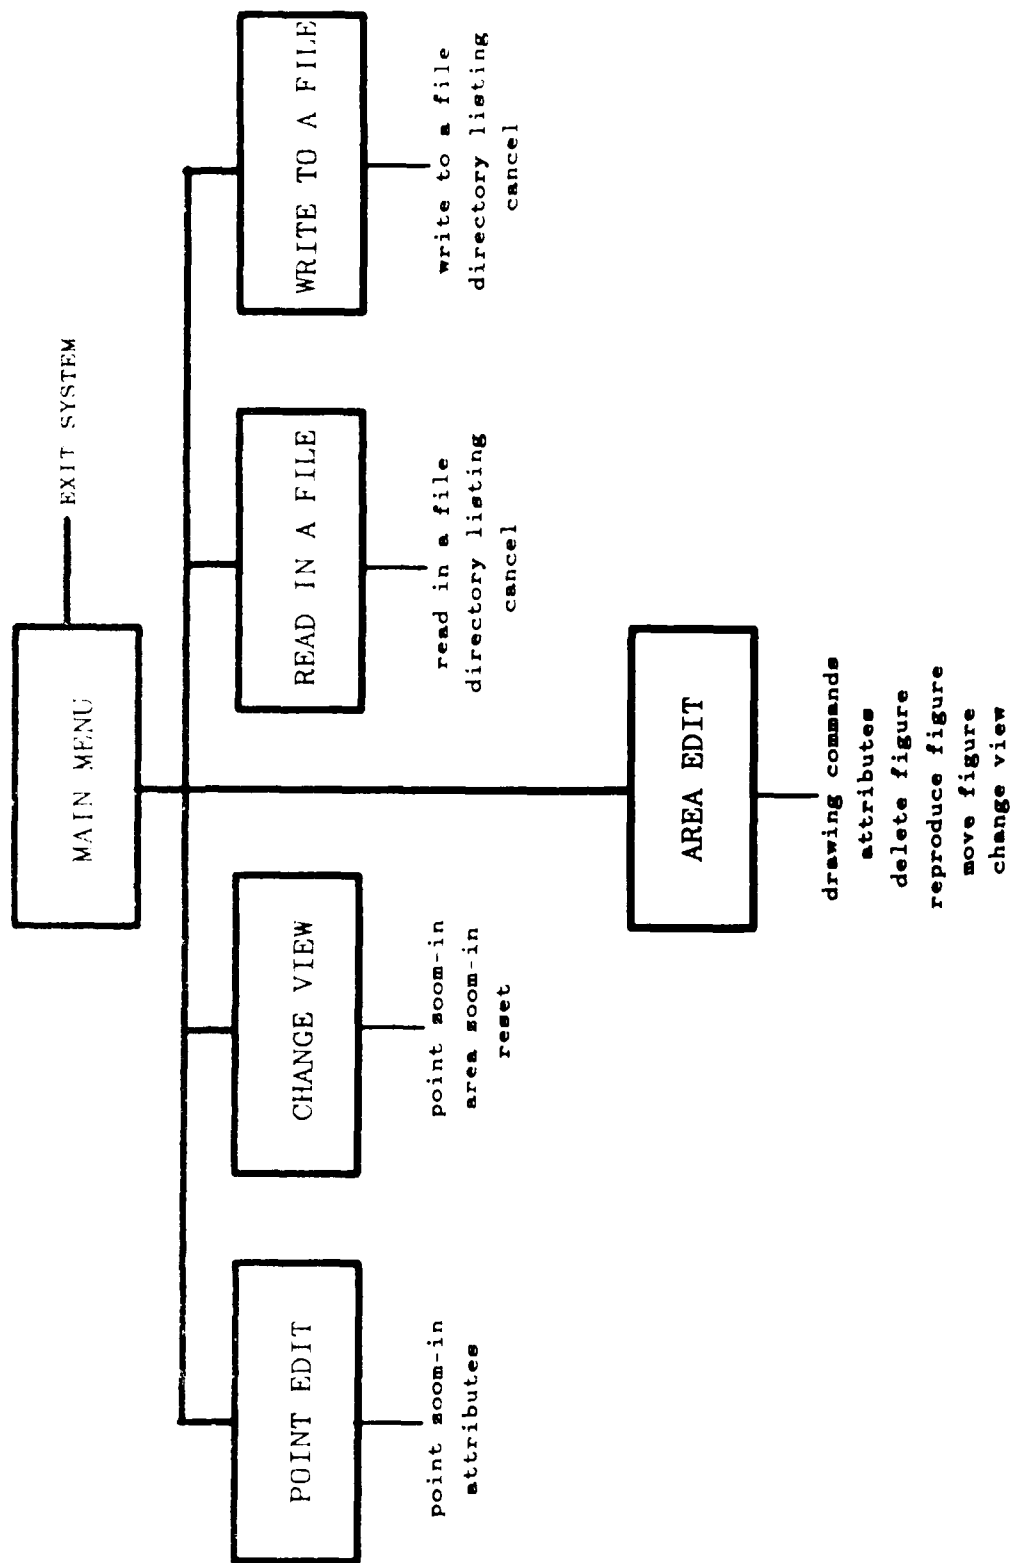 MAIN MENU
EXIT SYSTEM
POINT EDIT
point zoom-in
attributes
CHANGE VIEW
point zoom-in
area zoom-in
reset
READ IN A FILE
read in a file
directory listing
cancel
WRITE TO A FILE
write to a file
directory listing
cancel
AREA EDIT
drawing commands
attributes
delete figure
reproduce figure
move figure
change view